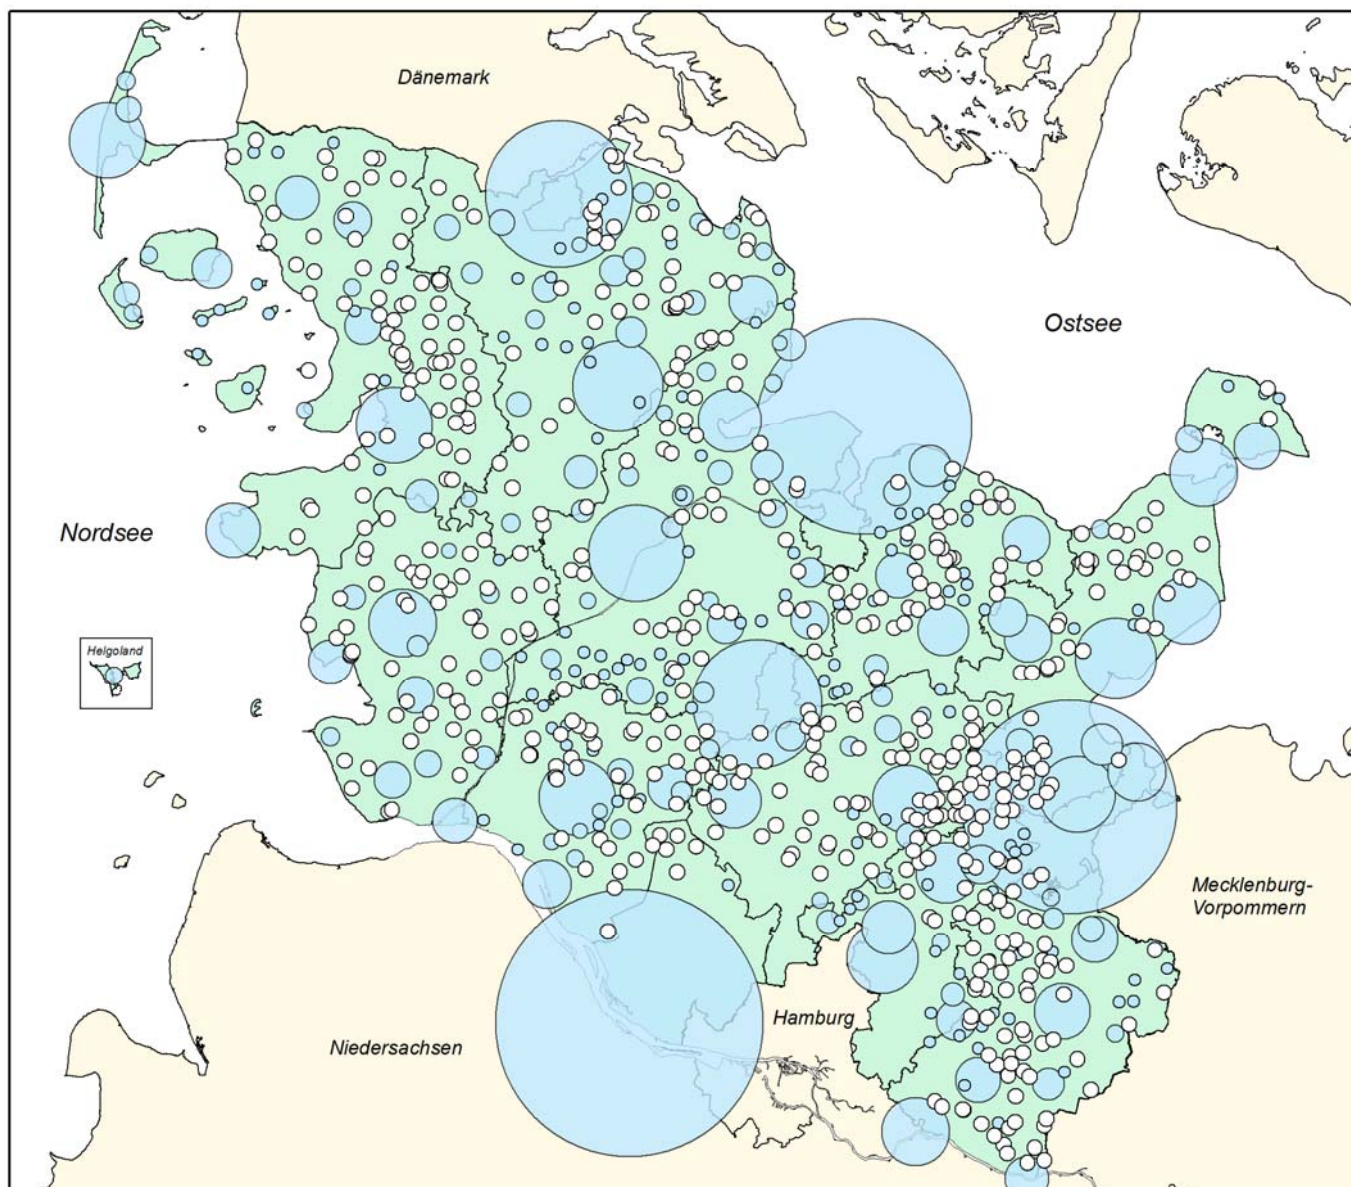 Dänemark
Ostsee
Nordsee
Helgoland
Mecklenburg-
Vorpommern
Hamburg
Niedersachsen